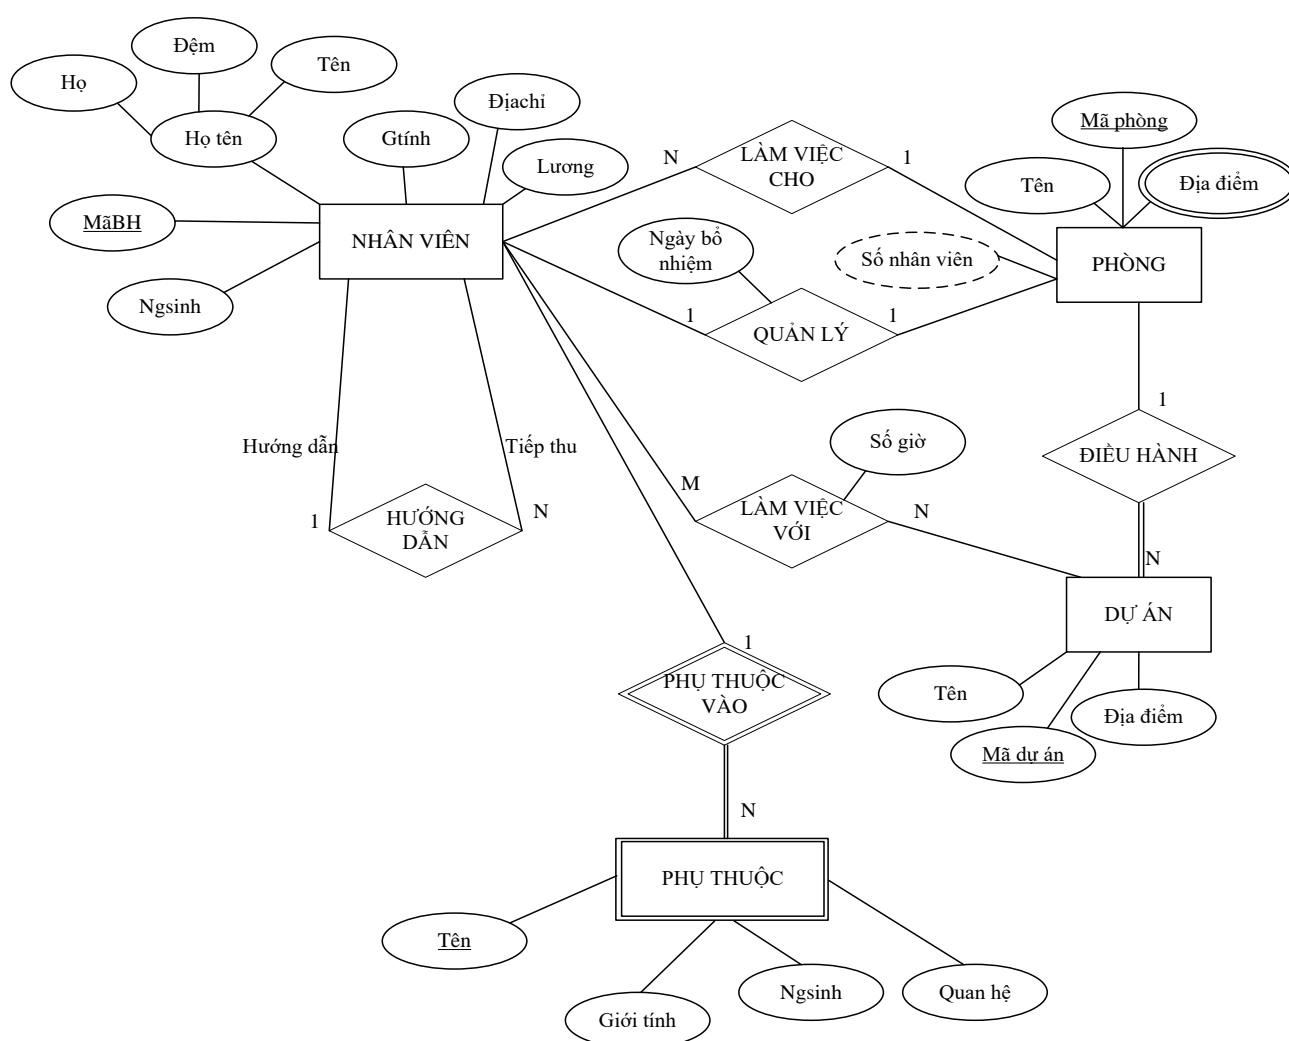 Đệm
Họ
Tên
Họ tên
Gtính
Địachỉ
Lương
MãBH
NHÂN VIÊN
Ngsinh
N
LÀM VIỆC
CHO
1
Mã phòng
Tên
Địa điểm
PHÒNG
Ngày bổ
nhiệm
Số nhân viên
1
QUẢN LÝ
1
Hướng dẫn
Tiếp thu
1
HƯỚNG
DẪN
N
Số giờ
M
LÀM VIỆC
VỚI
N
1
ĐIỀU HÀNH
N
DỰ ÁN
Tên
Địa điểm
Mã dự án
1
PHỤ THUỘC
VÀO
N
PHỤ THUỘC
Tên
Giới tính
Ngsinh
Quan hệ